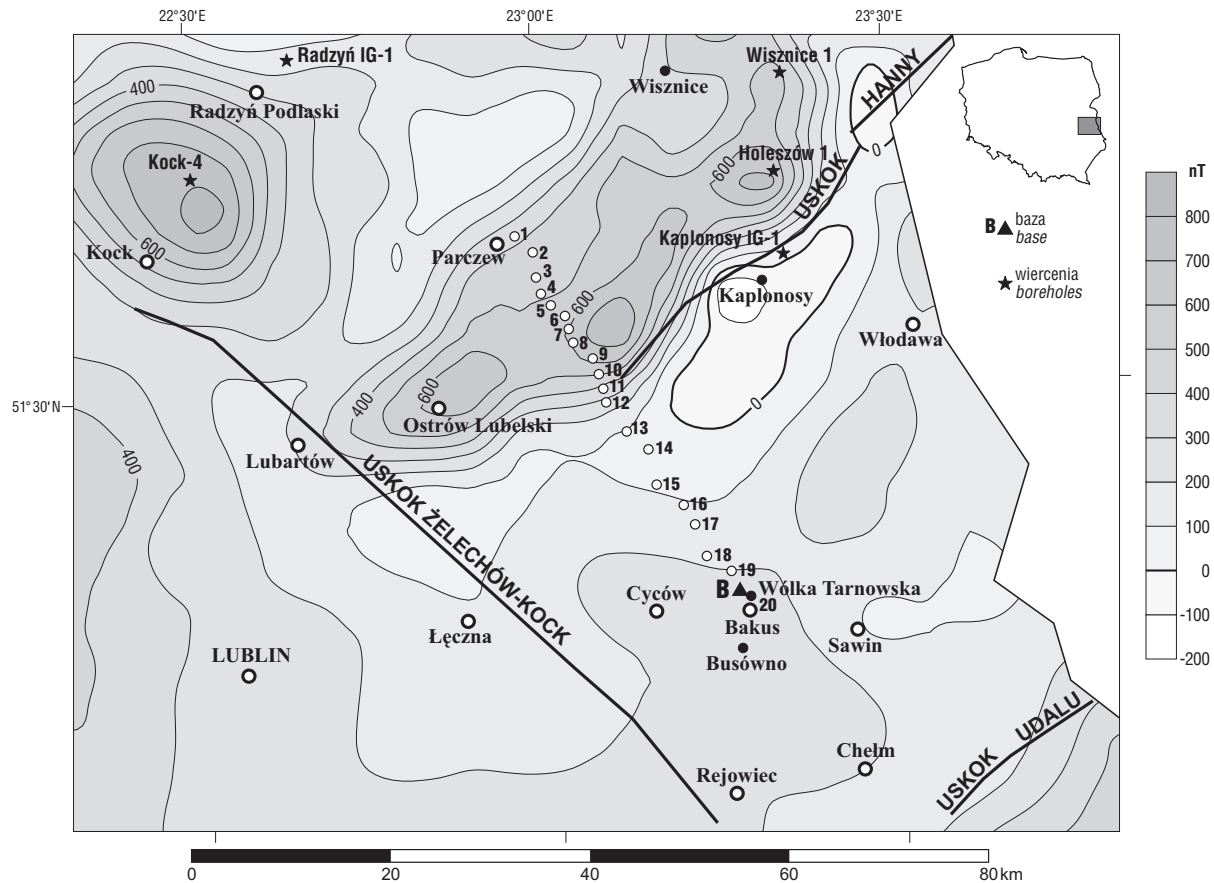 22°30'E
23°00'E
23°30'E
51°30'N
400
Radzyń IG-1
Radzyń Podlaski
Wisznice
Wisznice 1
HANNY
0
Kock-4
600
Holeszów 1
USKOK
600
Kock
Parczew
1
2
3
4
5
6
7
8
9
10
11
12
13
14
15
16
17
18
19
20
600
Kaplonosy IG-1
Kaplonosy
Włodawa
0
400
600
Ostrów Lubelski
Lubartów
400
USKOK ŻELECHÓW-KOCK
Cyców
B
Wólka Tarnowska
Bakus
Busówno
Sawin
Łęczna
LUBLIN
Chełm
Rejowiec
USKOK UDALU
B
baza
base
wiercenia
boreholes
nT
800
700
600
500
400
300
200
100
0
-100
-200
0
20
40
60
80 km